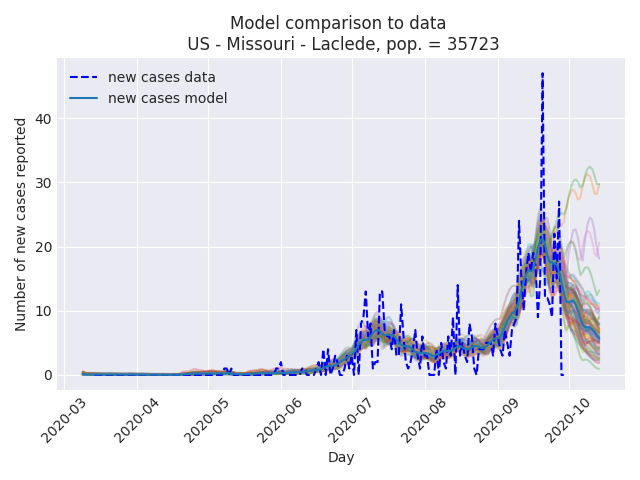 Model comparison to data
US - Missouri - Laclede, pop. = 35723
new cases data
new cases model
Number of new cases reported
40
30
20
10
0
2020-03
2020-04
2020-05
2020-06
2020-07
2020-08
2020-09
2020-10
Day